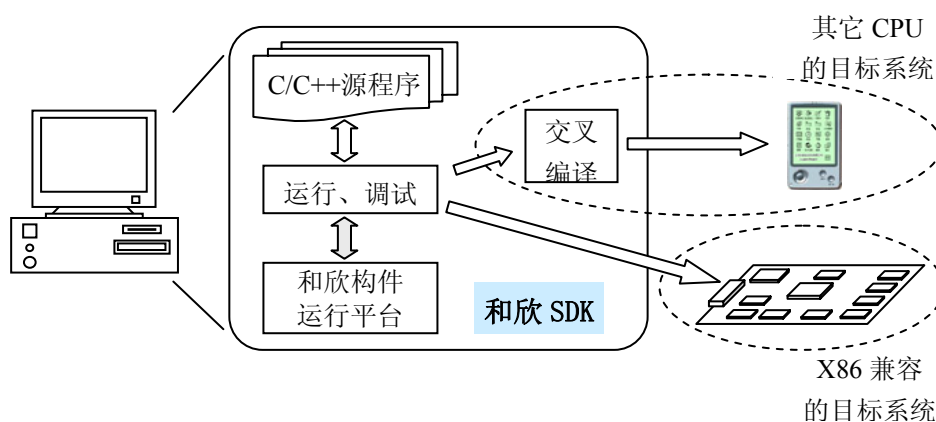 其它 CPU
的目标系统
C/C++源程序
交叉
编译
运行、调试
和欣构件
运行平台
和欣 SDK
X86 兼容
的目标系统